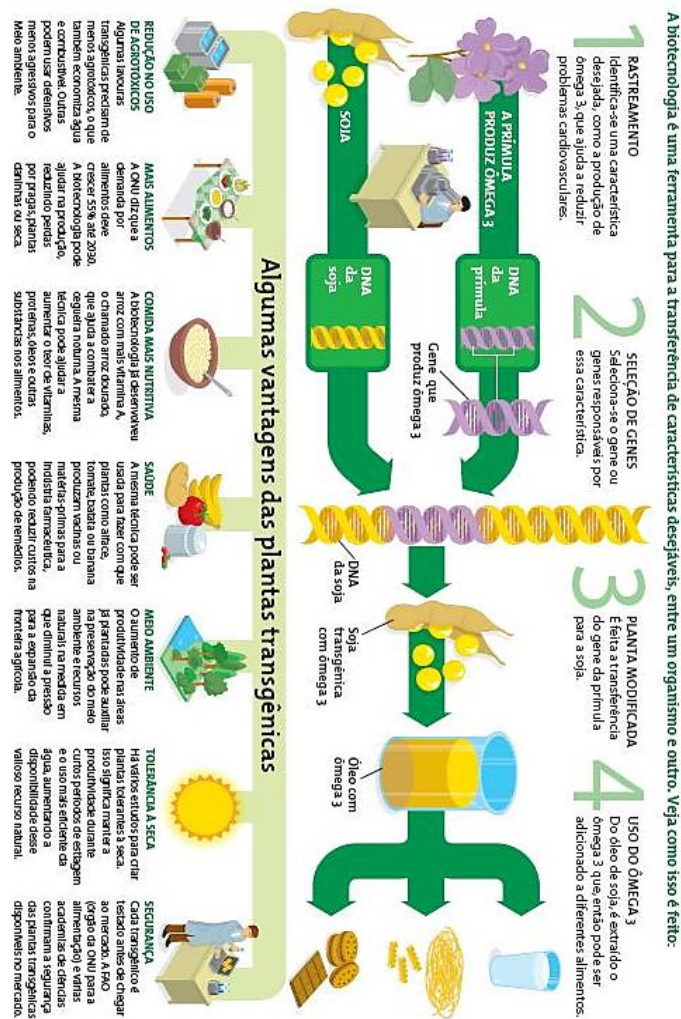 A biotecnologia é uma ferramenta para a transferência de características desejáveis, entre um organismo e outro. Veja como isso é feito:
1
RASTREAMENTO
Identifica-se uma característica
desejada, como a produção de
ômega 3, que ajuda a reduzir
problemas cardiovasculares.
2
SELEÇÃO DE GENES
Seleciona-se o gene ou
genes responsáveis por
essa característica.
3
PLANTA MODIFICADA
É feita a transferência
do gene da prímula
para a soja.
4
USO DO ÔMEGA 3
Do óleo de soja, é extraído o
ômega 3 que, então pode ser
adicionado a diferentes alimentos.
A PRÍMULA
PRODUZ ÔMEGA 3
DNA
da
prímula
Gene que
produz ômega 3
SOJA
DNA
da
soja
DNA
da soja
Soja
transgênica
com ômega 3
Óleo com
ômega 3
Algumas vantagens das plantas transgênicas
REDUÇÃO NO USO
DE AGROTÓXICOS
Algumas lavouras
transgênicas precisam de
menos agrotóxicos, o que
também economiza água
e combustível. Outras
podem usar defensivos
menos agressivos para o
Meio ambiente.
MAIS ALIMENTOS
A ONU diz que a
demanda por
alimentos deve
crescer 55% até 2030.
A biotecnologia pode
ajudar na produção,
reduzindo perdas
por pragas, plantas
daninhas ou seca.
COMIDA MAIS NUTRITIVA
A biotecnologia já desenvolveu
arroz com mais vitamina A,
o chamado arroz dourado,
que ajuda a combater a
cegueira noturna. A mesma
técnica pode ajudar a
aumentar o teor de vitaminas,
proteínas, óleos e outras
substâncias nos alimentos.
SAÚDE
A mesma técnica pode ser
usada para fazer com que
plantas como alface,
tomate, batata ou banana
produzam vacinas ou
matérias-primas para a
indústria farmacêutica,
podendo reduzir custos na
produção de remédios.
MEIO AMBIENTE
O aumento de
produtividade nas áreas
já plantadas pode auxiliar
na preservação do meio
ambiente e recursos
naturais na medida em
que diminui a pressão
para a expansão da
fronteira agrícola.
TOLERÂNCIA À SECA
Há vários estudos para criar
plantas tolerantes à seca.
Isso significa manter a
produtividade durante
curtos períodos de estiagem
e o uso mais eficiente da
água, aumentando a
disponibilidade desse
valioso recurso natural.
SEGURANÇA
Cada transgênico é
testado antes de chegar
ao mercado. A FAO
(órgão da ONU para a
alimentação) e várias
academias de ciências
confirmam a segurança
das plantas transgênicas
disponíveis no mercado.